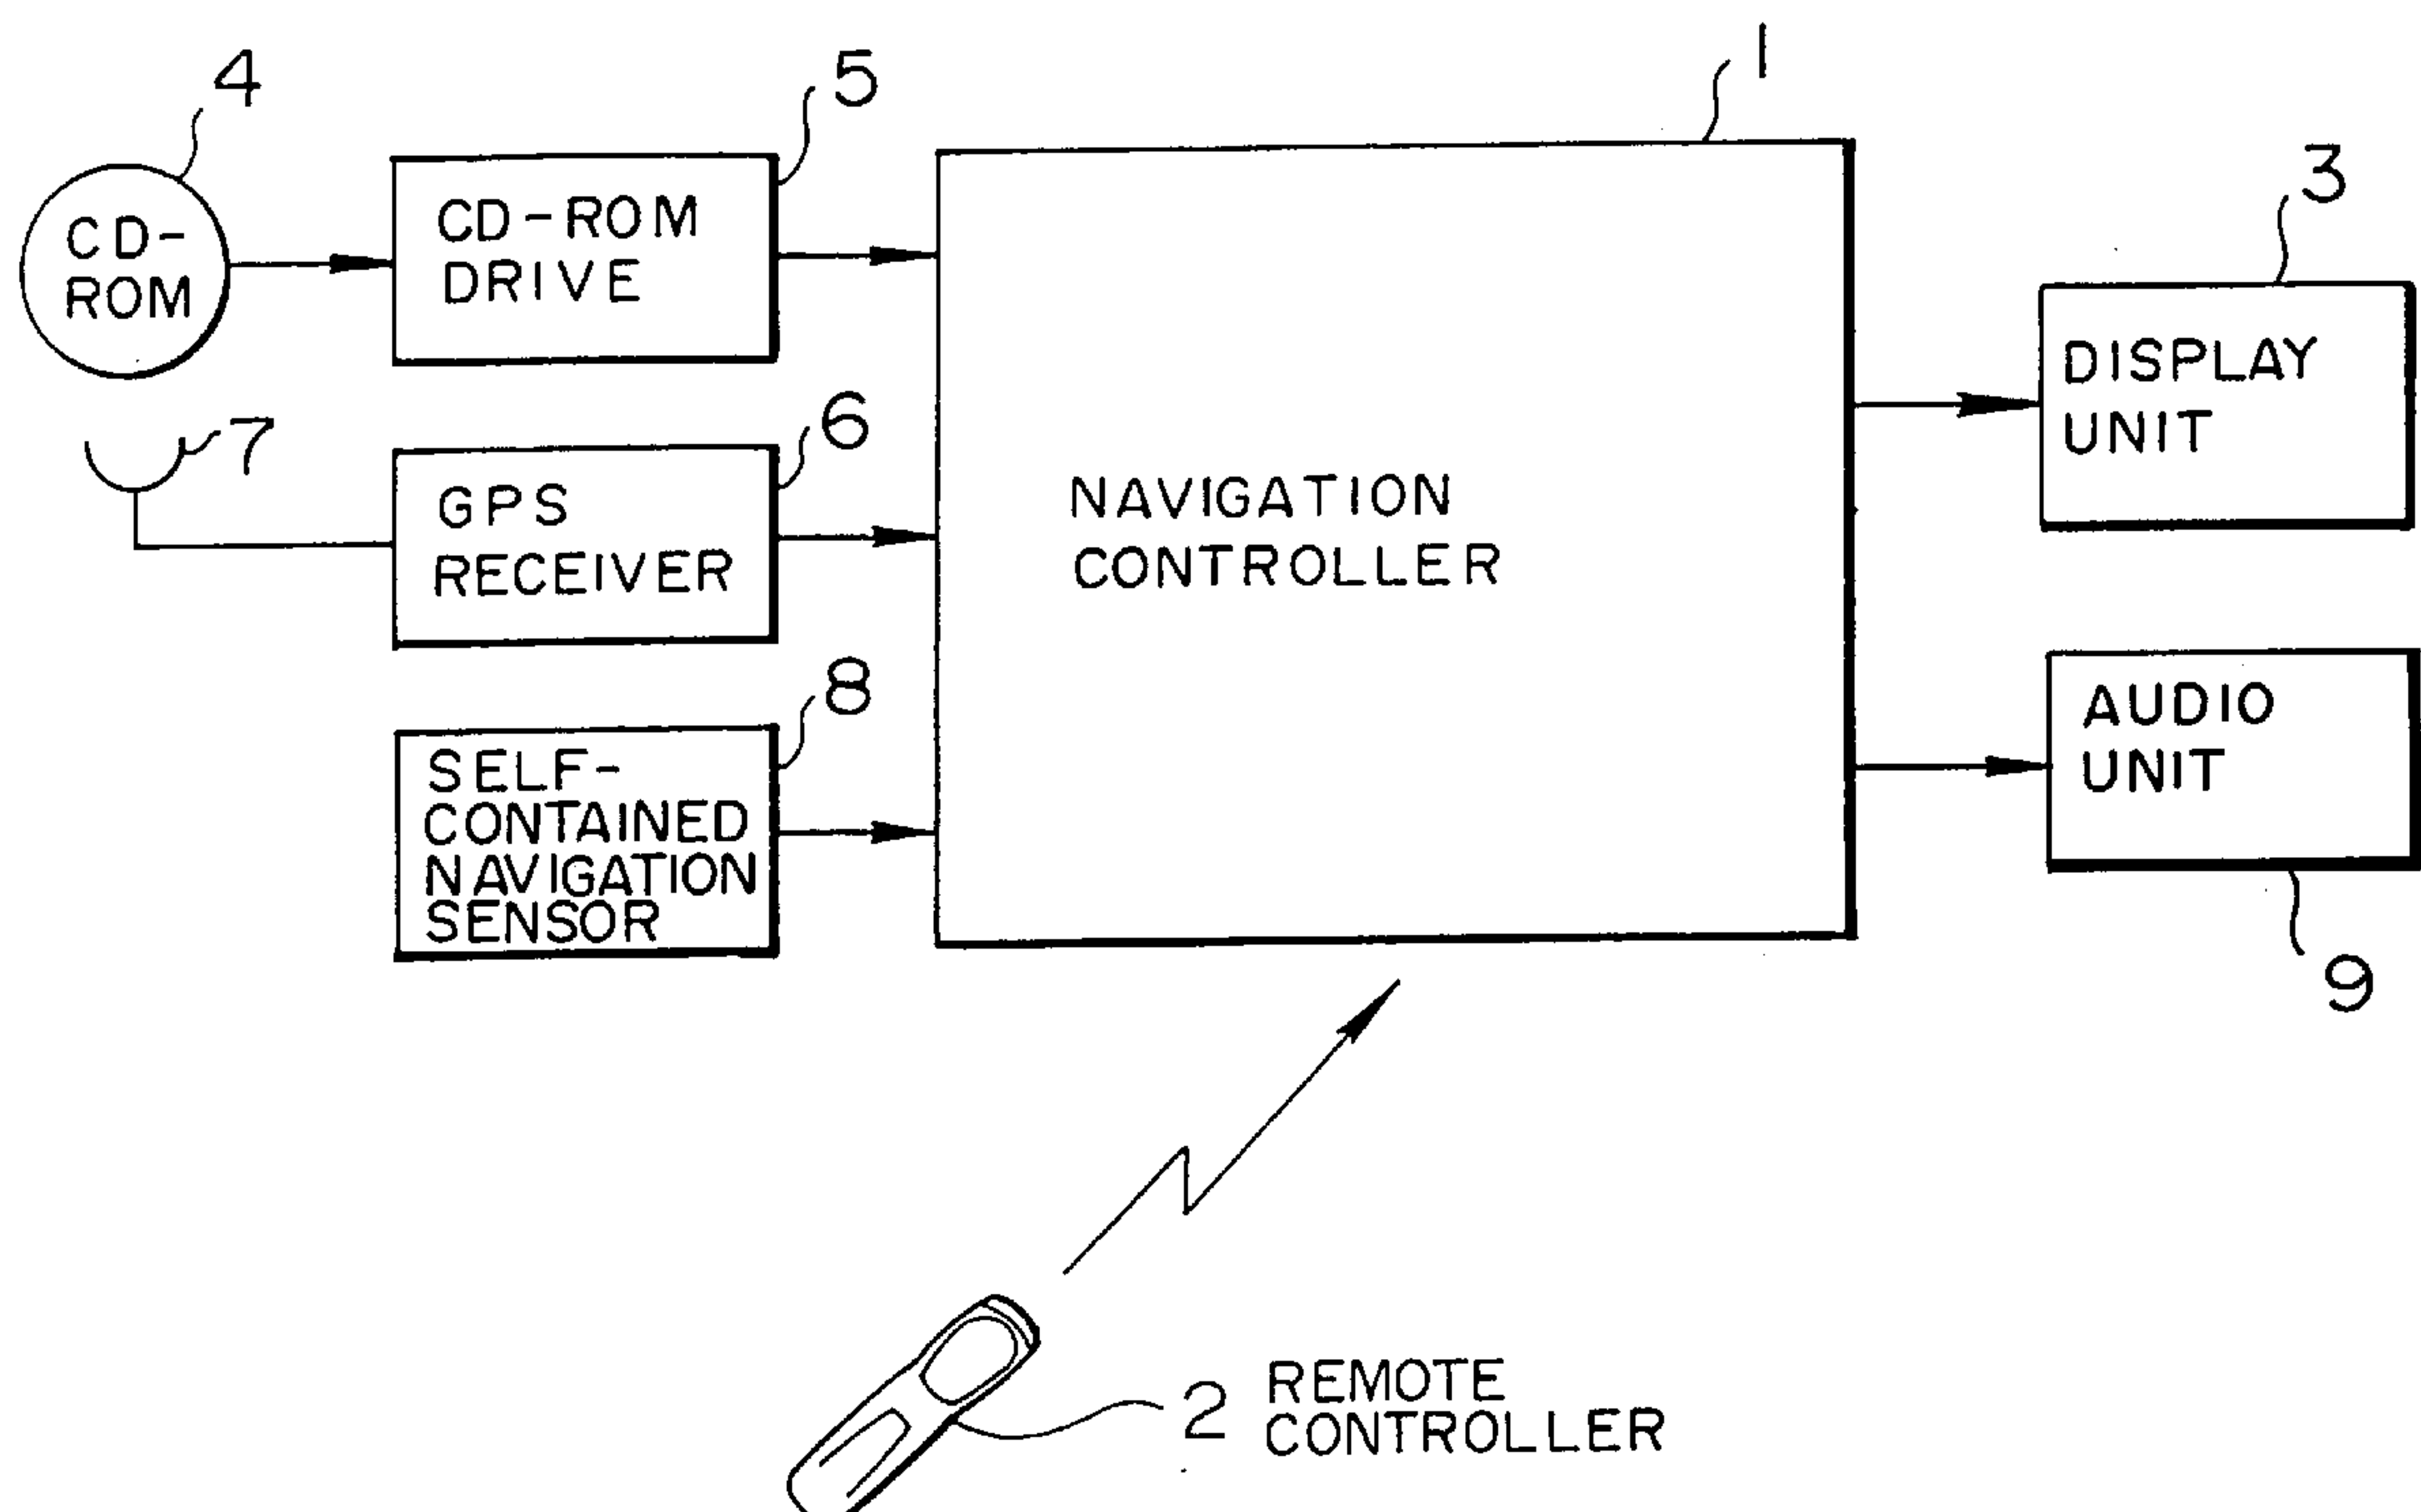 4
CD-
ROM
5
CD-ROM
DRIVE
1
NAVIGATION
CONTROLLER
3
DISPLAY
UNIT
7
6
GPS
RECEIVER
8
SELF-
CONTAINED
NAVIGATION
SENSOR
AUDIO
UNIT
9
2
REMOTE
CONTROLLER